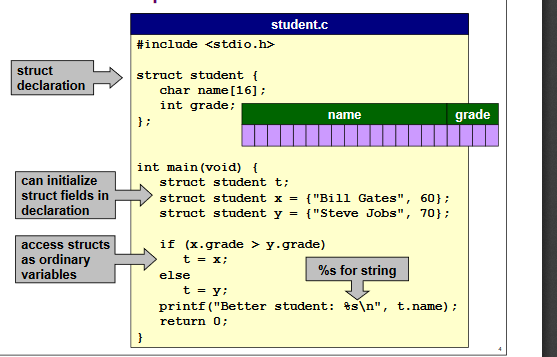 student.c
#include <stdio.h>
struct
declaration
struct student {
char name[16];
int grade;
};
name grade
int main(void) {
can initialize
struct fields in
declaration
struct student t;
struct student x = {"Bill Gates", 60};
struct student y = {"Steve Jobs", 70};
access structs
as ordinary
variables
if (x.grade > y.grade)
t = x;
else
t = y;
%s for string
printf("Better student: %s\n", t.name);
return 0;
}
4